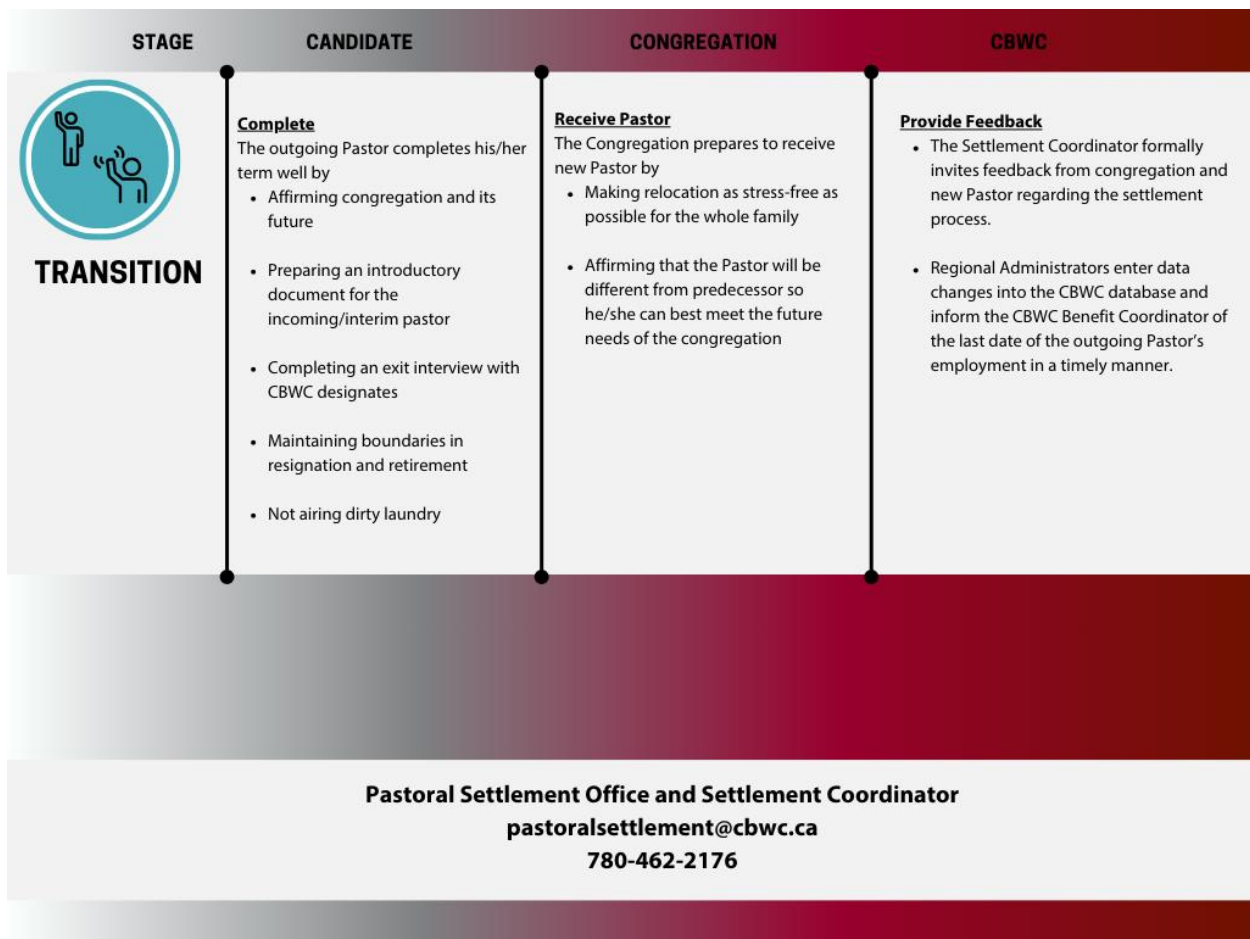 STAGE CANDIDATE CONGREGATION CBWC
TRANSITION
Complete
The outgoing Pastor completes his/her
term well by
• Affirming congregation and its
future
• Preparing an introductory
document for the
incoming/interim pastor
• Completing an exit interview with
CBWC designates
• Maintaining boundaries in
resignation and retirement
• Not airing dirty laundry
Receive Pastor
The Congregation prepares to receive
new Pastor by
• Making relocation as stress-free as
possible for the whole family
• Affirming that the Pastor will be
different from predecessor so
he/she can best meet the future
needs of the congregation
Provide Feedback
• The Settlement Coordinator formally
invites feedback from congregation and
new Pastor regarding the settlement
process.
• Regional Administrators enter data
changes into the CBWC database and
inform the CBWC Benefit Coordinator of
the last date of the outgoing Pastor's
employment in a timely manner.
Pastoral Settlement Office and Settlement Coordinator
pastoralsettlement@cbwc.ca
780-462-2176